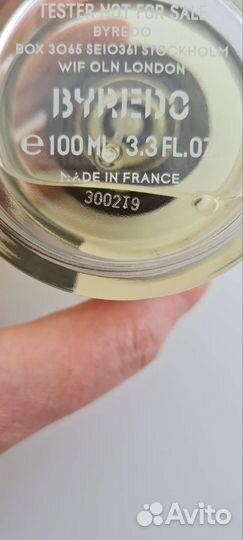 TESTER NOT FOR SALE
BYREDO
BOX 3065 SE10361 STOCKHOLM
WIF OLN LONDON
BYREDO
e 100 ML 3.3 FL.OZ
MADE IN FRANCE
300219
Avito